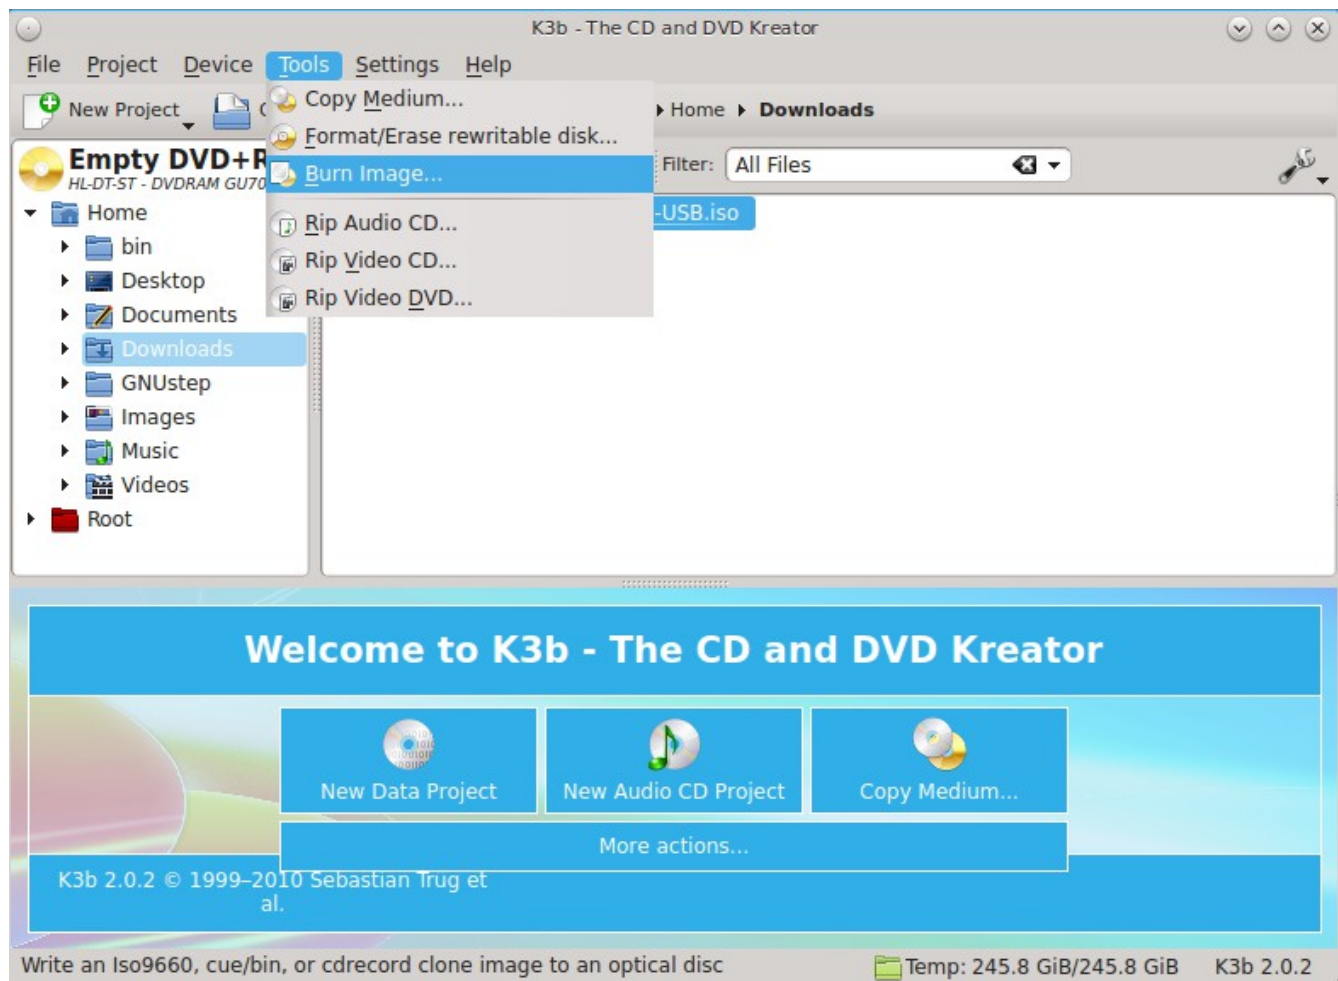 K3b - The CD and DVD Kreator
File Project Device Tools Settings Help
New Project
Home Downloads
Copy Medium...
Format/Erase rewritable disk...
Burn Image...
Rip Audio CD...
Rip Video CD...
Rip Video DVD...
Empty DVD+R
HL-DT-ST - DVDRAM GU70
Filter: All Files
-USB.iso
Home
bin
Desktop
Documents
Downloads
GNUstep
Images
Music
Videos
Root
Welcome to K3b - The CD and DVD Kreator
New Data Project
New Audio CD Project
Copy Medium...
More actions...
K3b 2.0.2 © 1999–2010 Sebastian Trug et
al.
Write an Iso9660, cue/bin, or cdrecord clone image to an optical disc
Temp: 245.8 GiB/245.8 GiB K3b 2.0.2